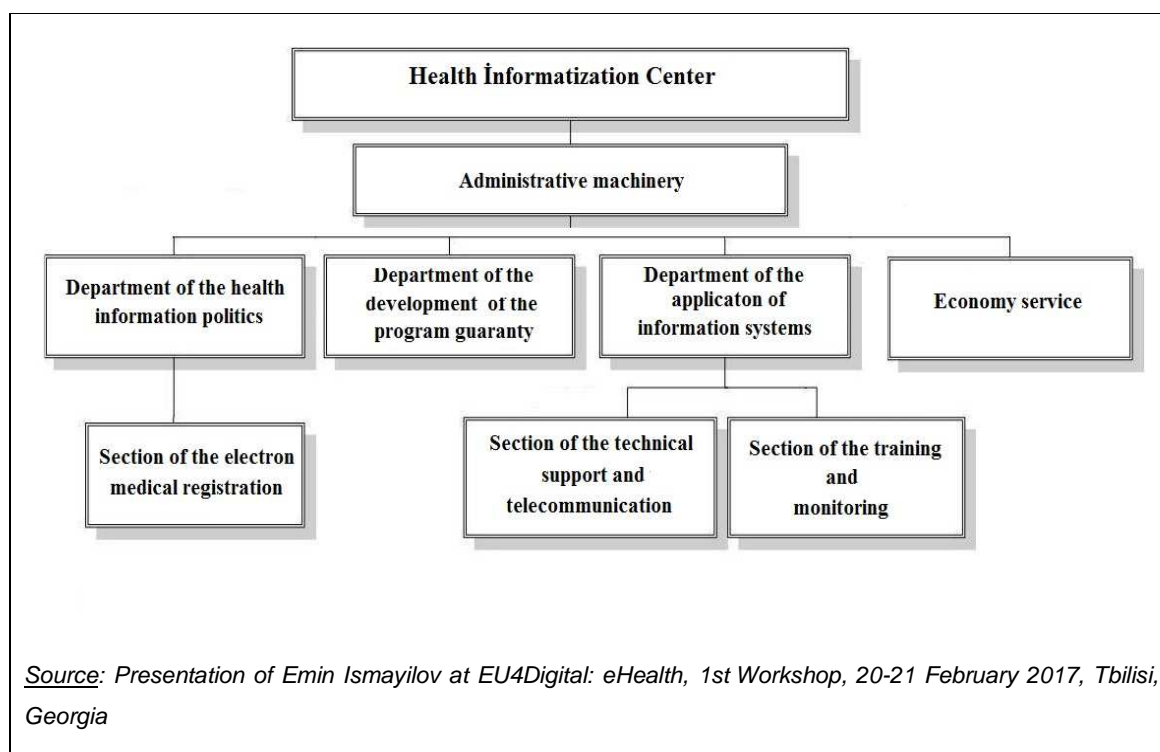 Health İnformatization Center
Administrative machinery
Department of the health
information politics
Department of the
development of the
program guaranty
Department of the
applicaton of
information systems
Economy service
Section of the electron
medical registration
Section of the technical
support and
telecommunication
Section of the training
and
monitoring
Source: Presentation of Emin Ismayilov at EU4Digital: eHealth, 1st Workshop, 20-21 February 2017, Tbilisi,
Georgia